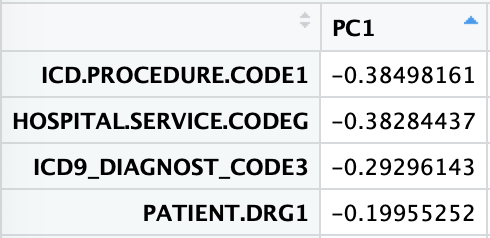 PC1
ICD.PROCEDURE.CODE1 −0.38498161
HOSPITAL.SERVICE.CODEG −0.38284437
ICD9_DIAGNOST_CODE3 −0.29296143
PATIENT.DRG1 −0.19955252